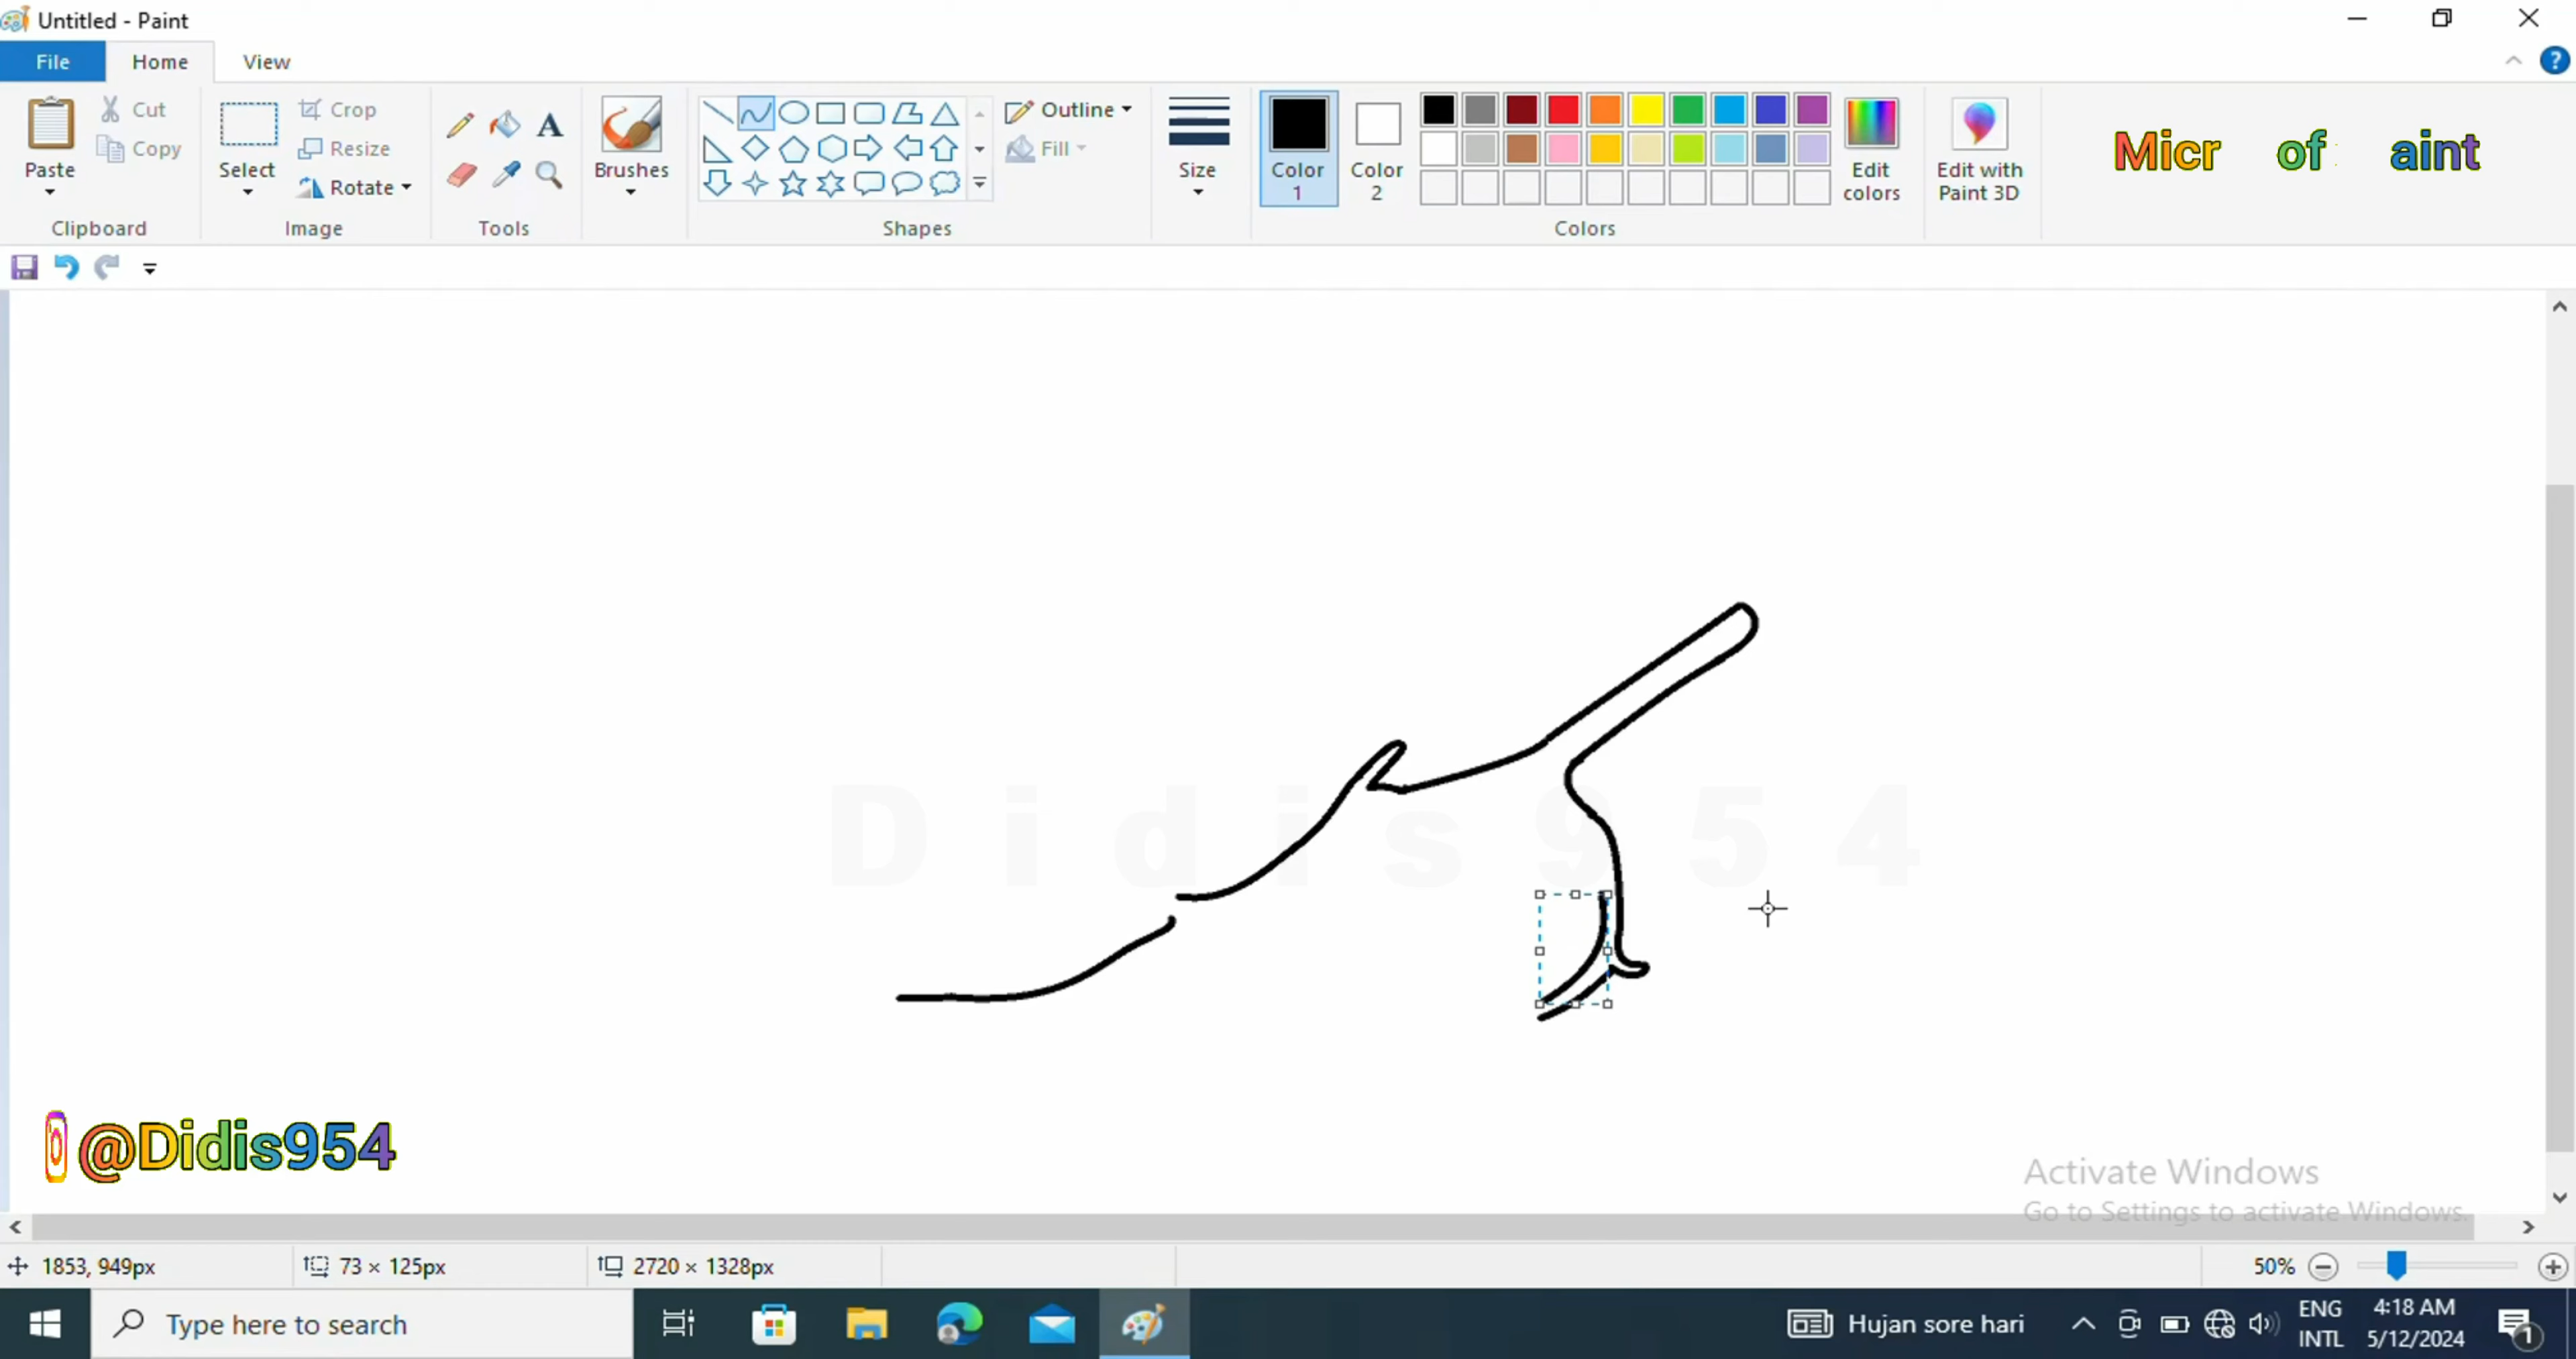 Untitled - Paint
File Home View
Paste
Cut
Copy
Clipboard
Select
Crop
Resize
Rotate
Image
A
Tools
Brushes
Outline
Fill
Shapes
Size
Color 1
Color 2
Colors
Edit colors
Edit with Paint 3D
Micr of aint
Didis954
@Didis954
Activate Windows
Go to Settings to activate Windows.
1853, 949px 73 × 125px 2720 × 1328px 50%
Type here to search
Hujan sore hari
ENG
INTL
4:18 AM
5/12/2024
1